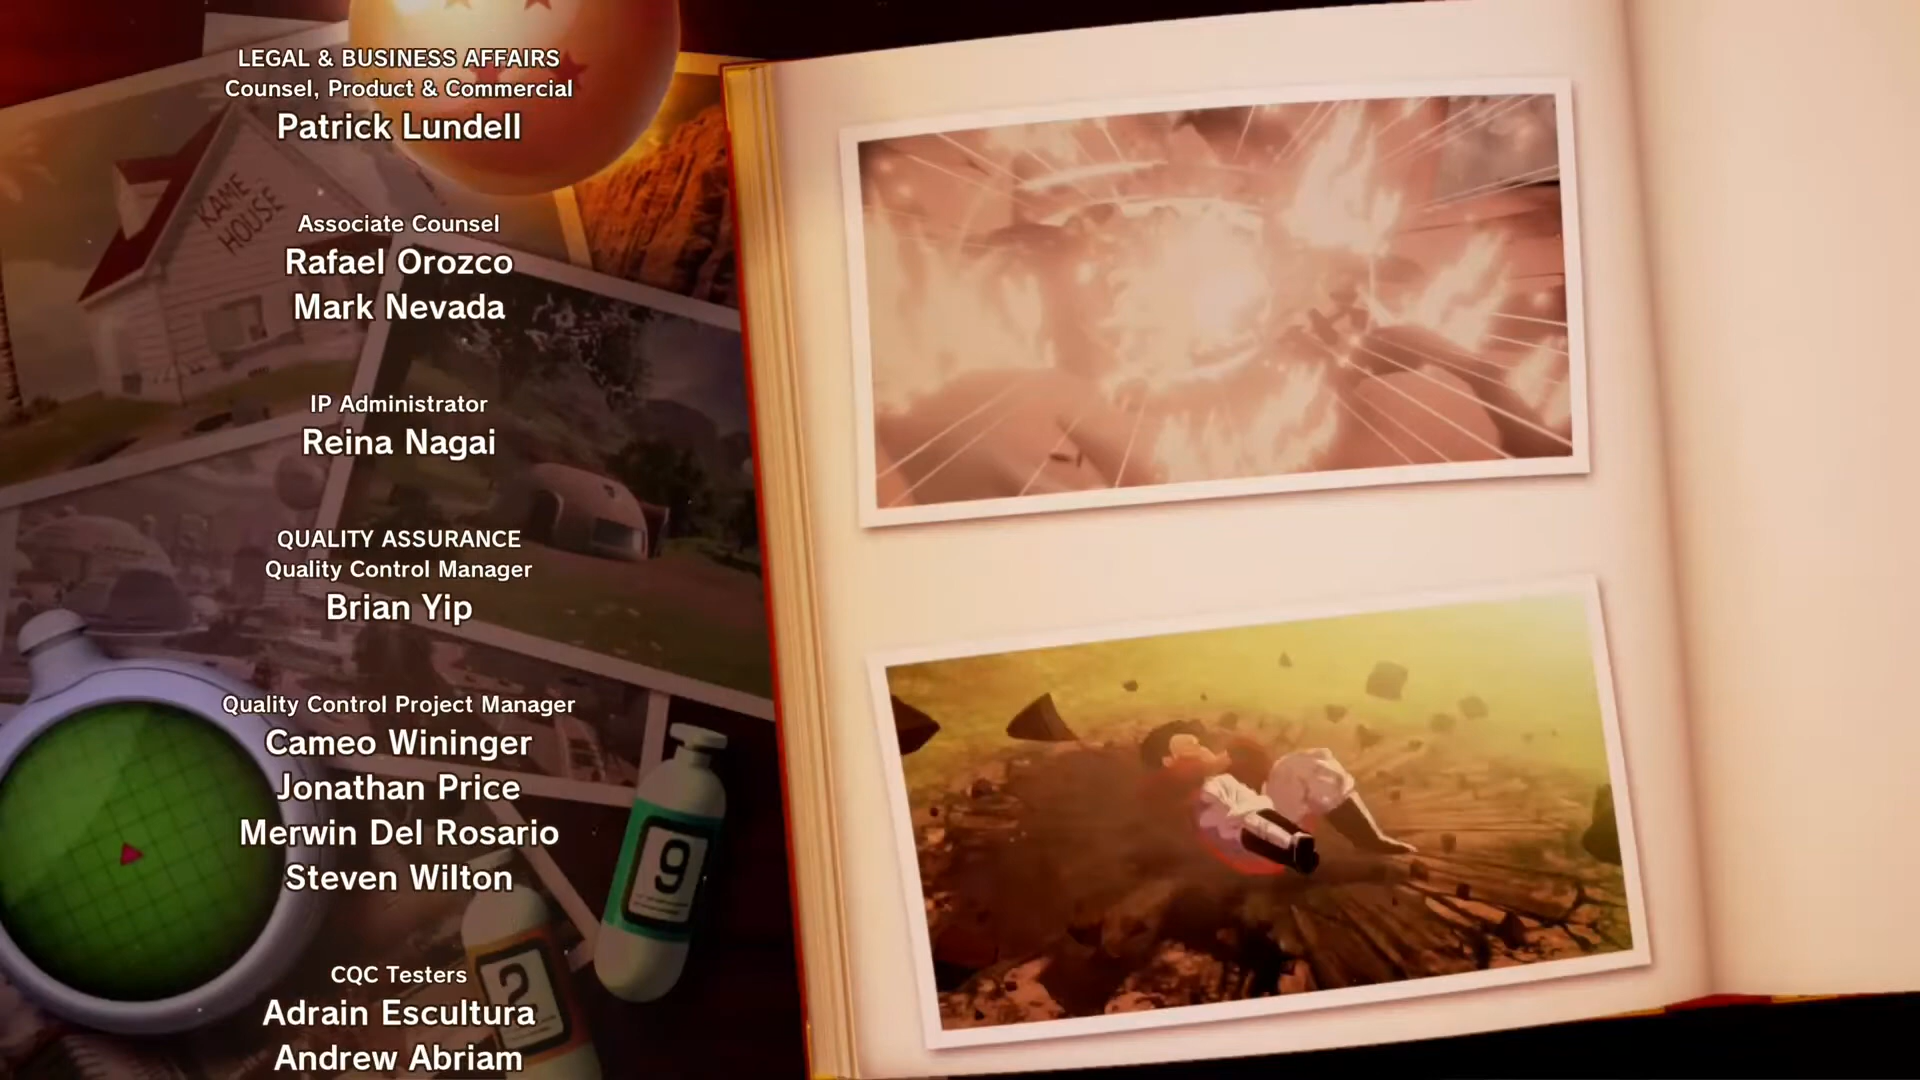 LEGAL & BUSINESS AFFAIRS
Counsel, Product & Commercial
Patrick Lundell
Associate Counsel
Rafael Orozco
Mark Nevada
IP Administrator
Reina Nagai
QUALITY ASSURANCE
Quality Control Manager
Brian Yip
Quality Control Project Manager
Cameo Wininger
Jonathan Price
Merwin Del Rosario
Steven Wilton
CQC Testers
Adrain Escultura
Andrew Abriam
KAME
HOUSE
9
2